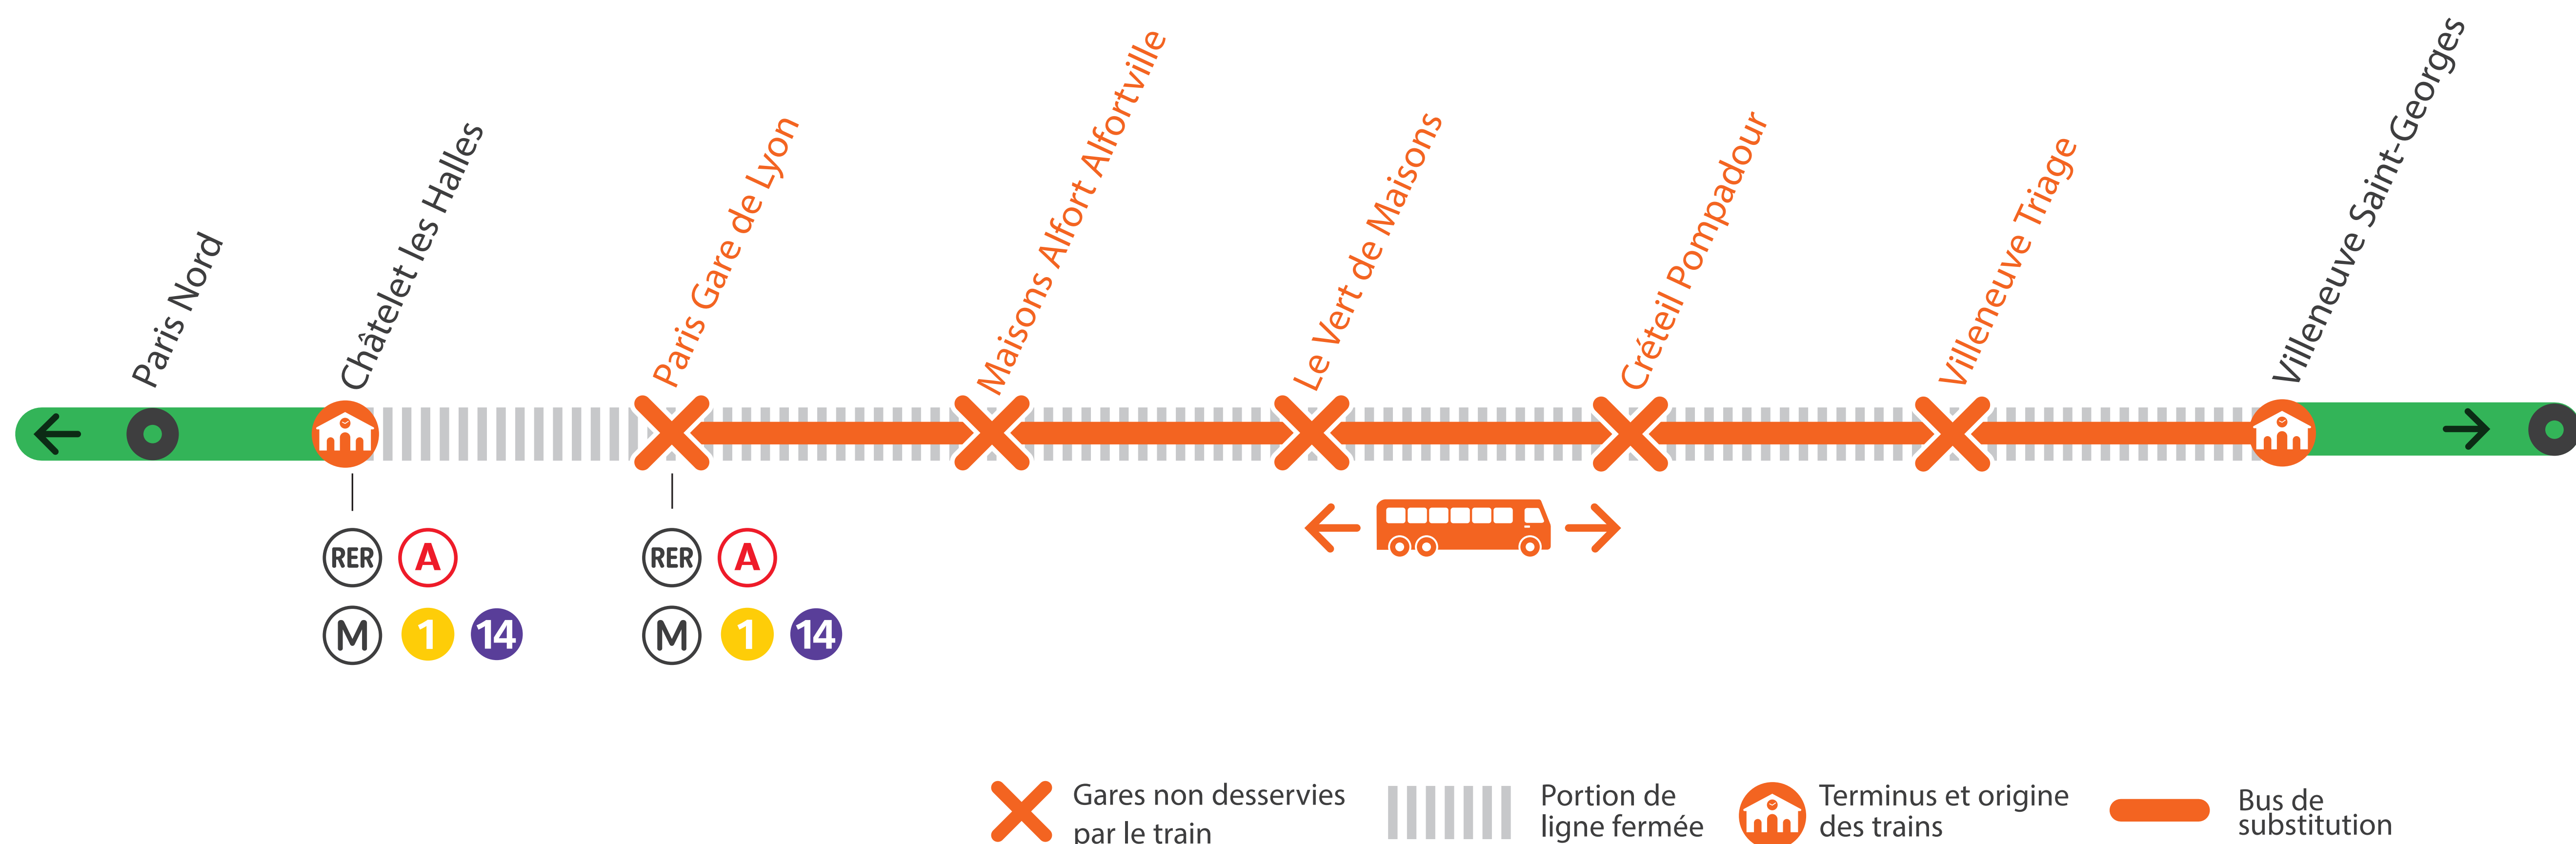 Paris Nord
Châtelet les Halles
Paris Gare de Lyon
Maisons Alfort Alfortville
Le Vert de Maisons
Créteil Pompadour
Villeneuve Triage
Villeneuve Saint-Georges
RER A
M 1 14
RER A
M 1 14
Gares non desservies
par le train
Portion de
ligne fermée
Terminus et origine
des trains
Bus de
substitution